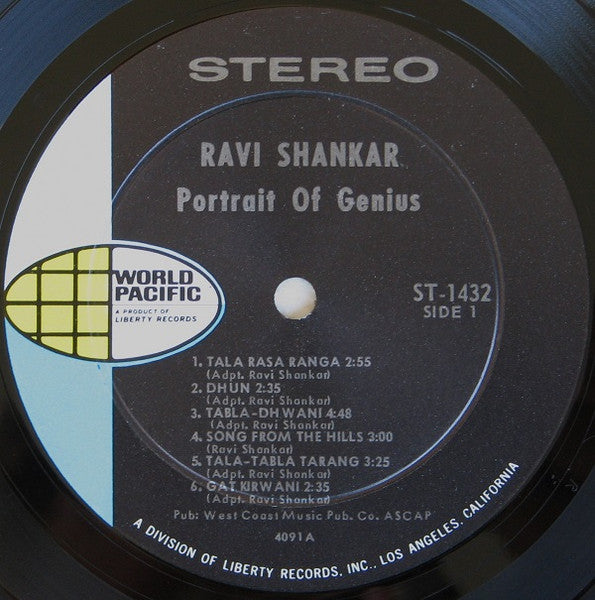 STEREO
RAVI SHANKAR
Portrait Of Genius
WORLD
PACIFIC
A PRODUCT OF
LIBERTY RECORDS
ST-1432
SIDE 1
1. TALA RASA RANGA 2:55
(Adpt. Ravi Shankar)
2. DHUN 2:35
(Adpt. Ravi Shankar)
3. TABLA-DHWANI 4:48
(Adpt. Ravi Shankar)
4. SONG FROM THE HILLS 3:00
(Ravi Shankar)
5. TALA-TABLA TARANG 3:25
(Adpt. Ravi Shankar)
6. GAT KIRWANI 2:35
(Adpt. Ravi Shankar)
Pub: West Coast Music Pub. Co. ASCAP
4091A
A DIVISION OF LIBERTY RECORDS, INC., LOS ANGELES, CALIFORNIA